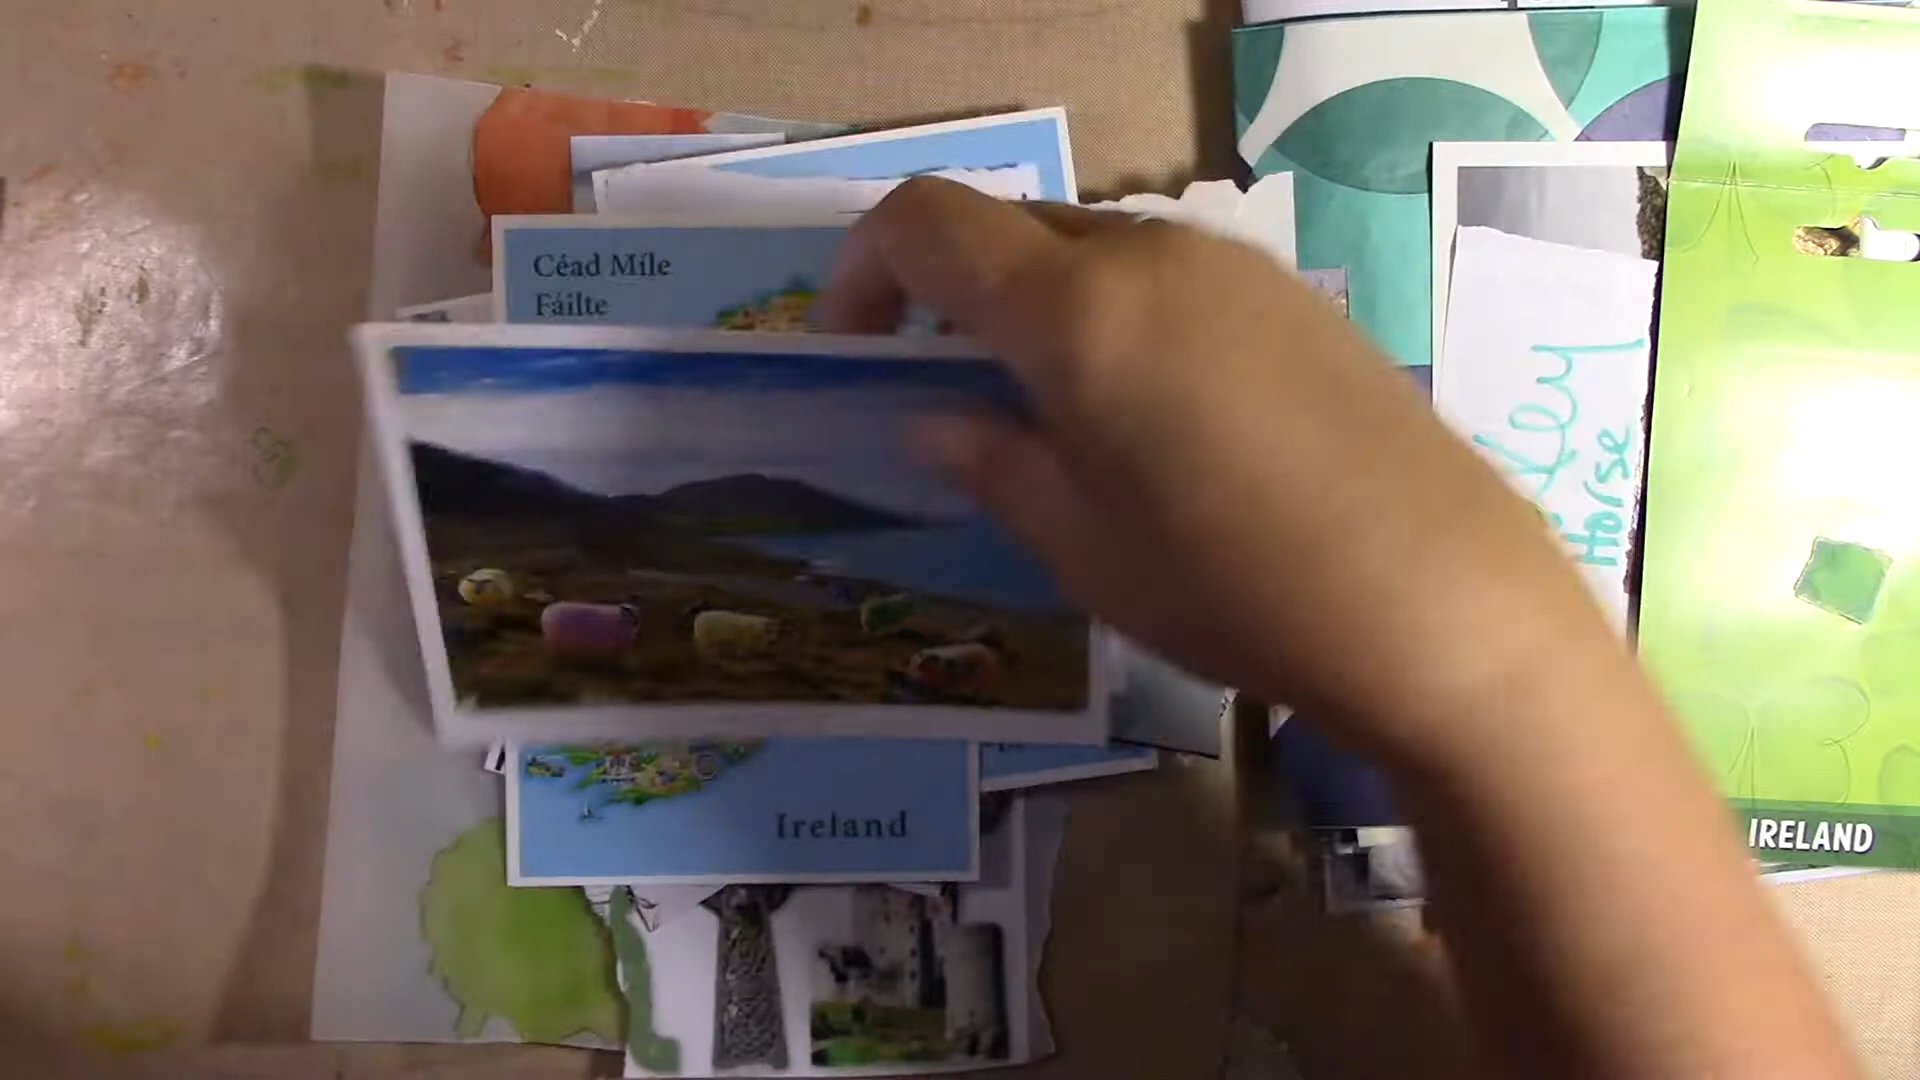 Céad Míle
Fáilte
Ireland
Horse
IRELAND